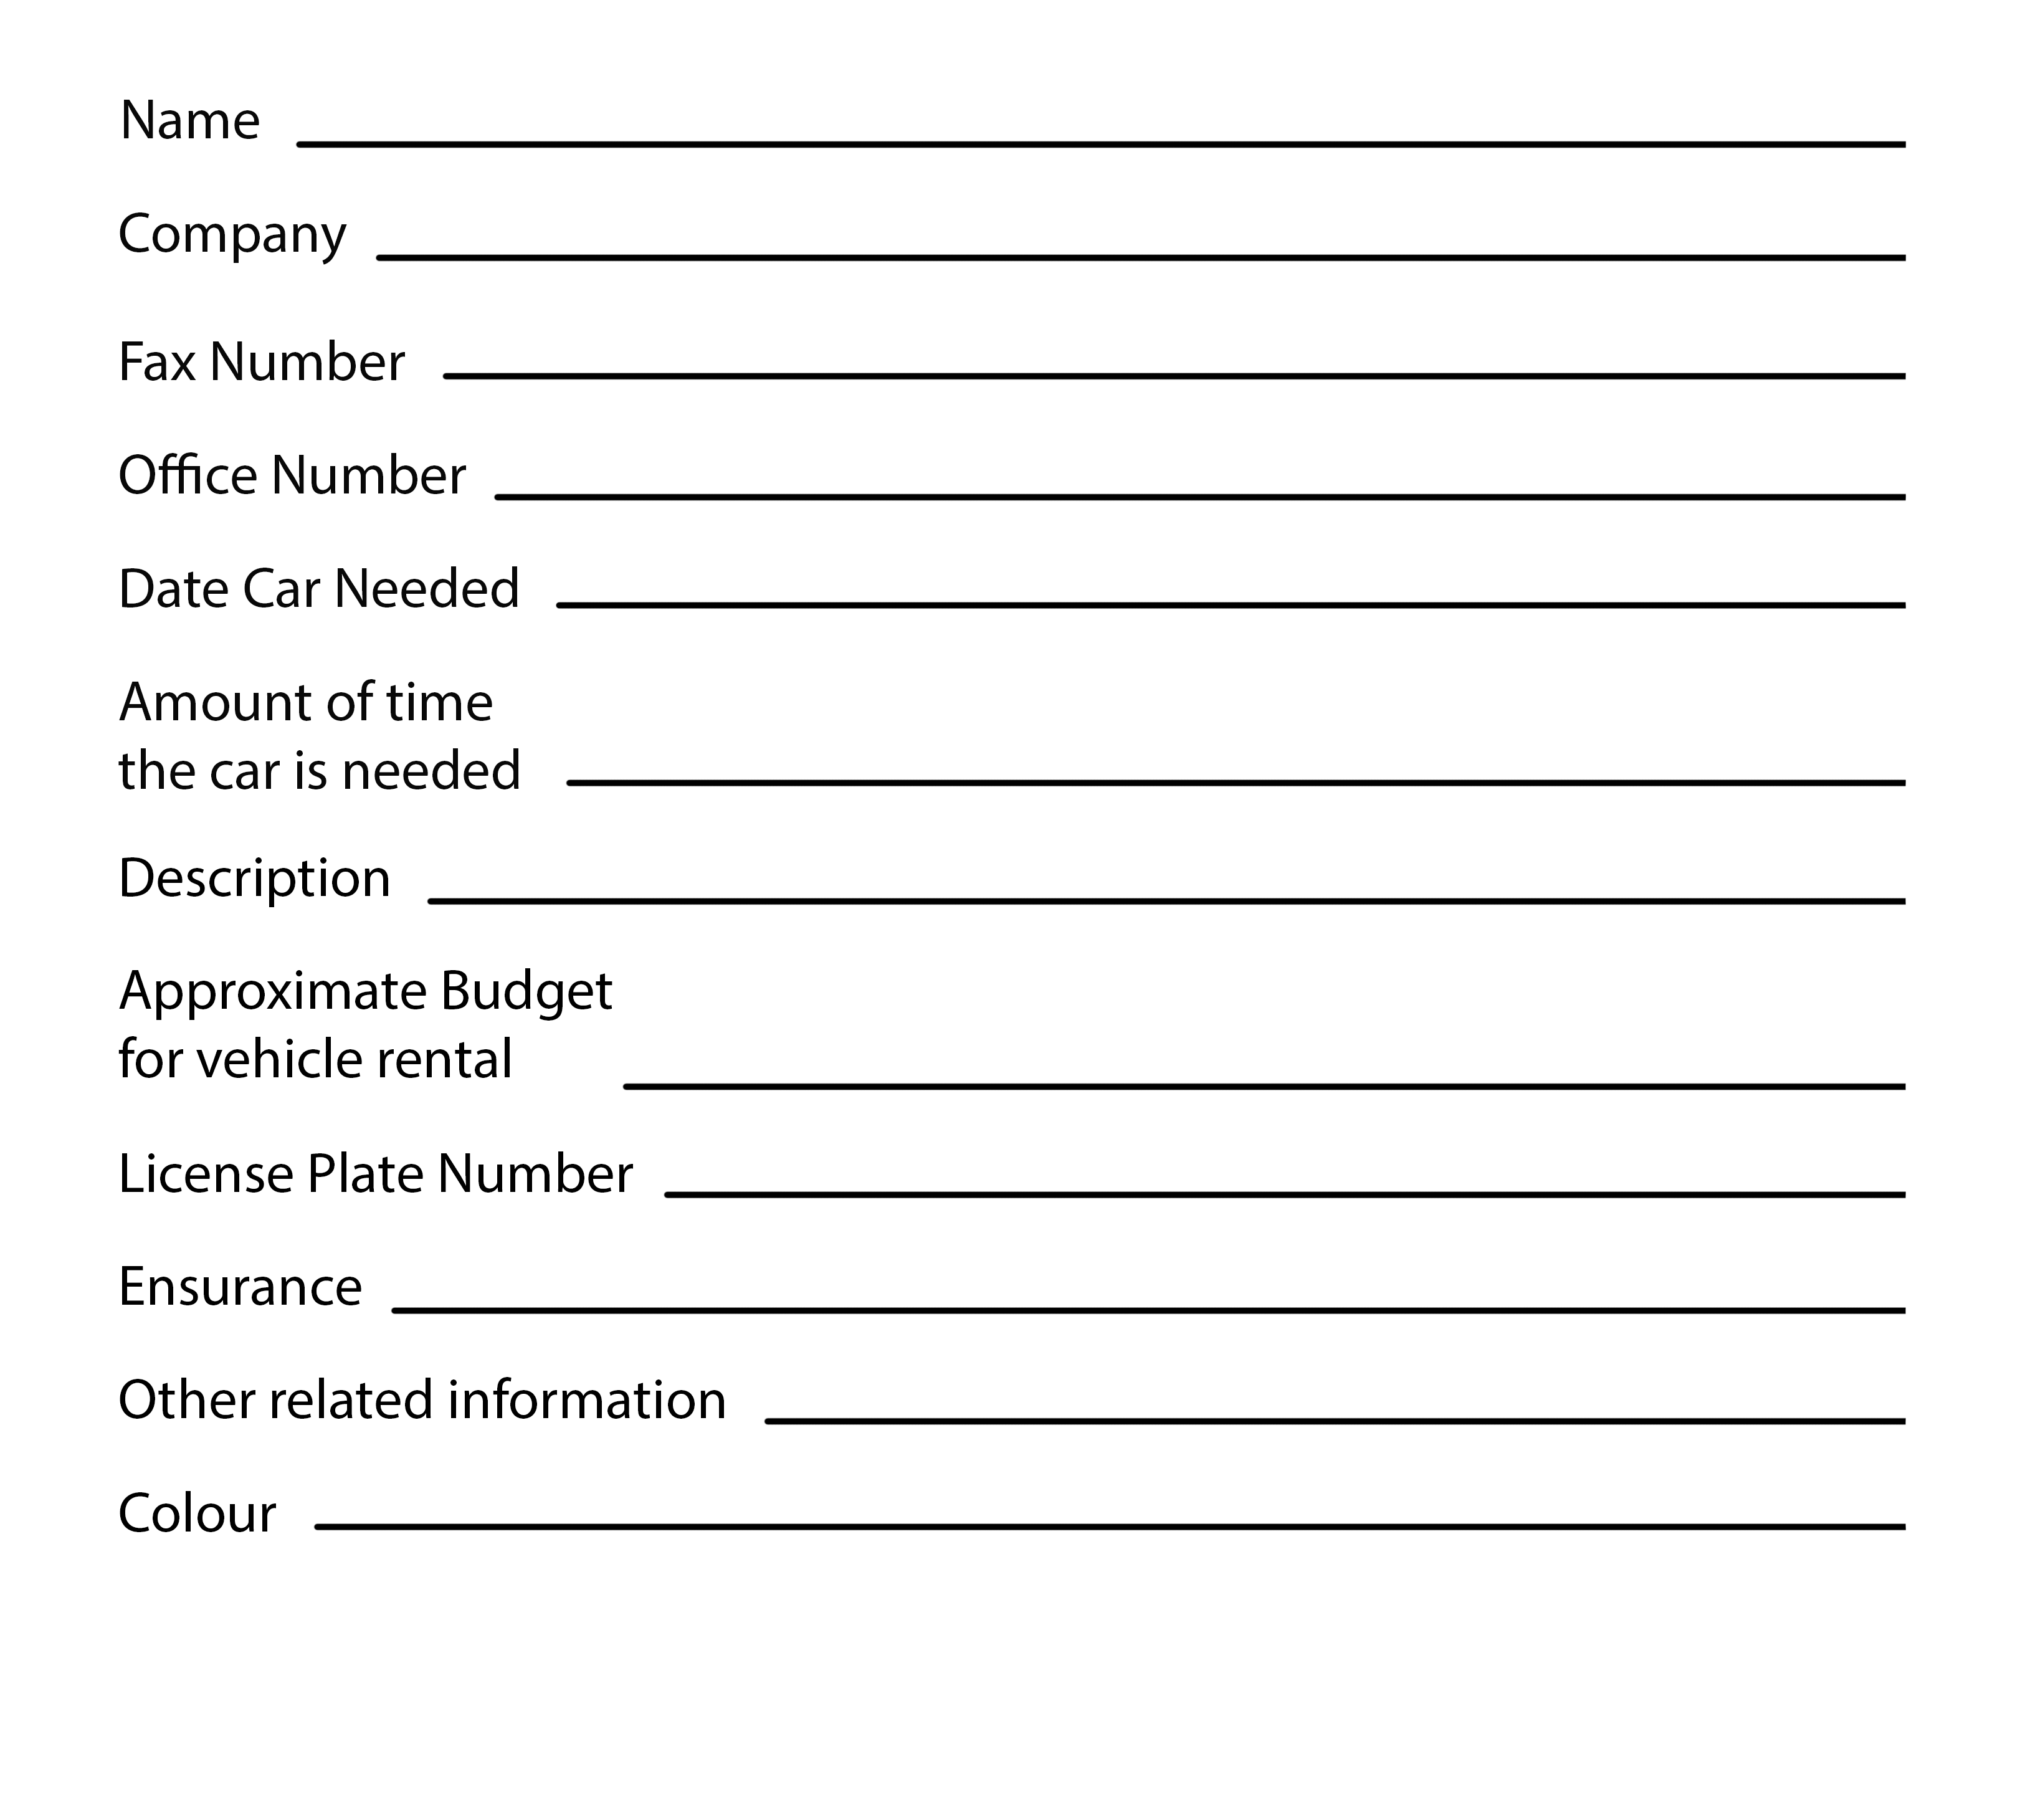 Name
Company
Fax Number
Office Number
Date Car Needed
Amount of time
the car is needed
Description
Approximate Budget
for vehicle rental
License Plate Number
Ensurance
Other related information
Colour